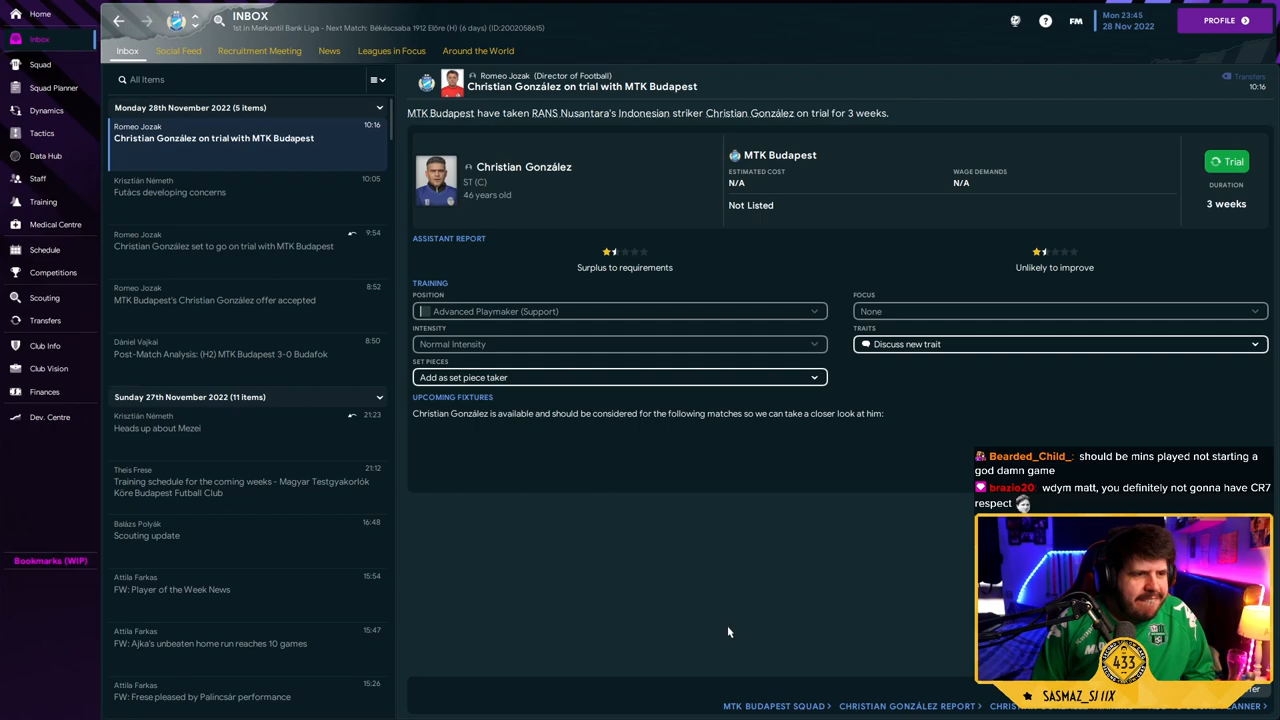 INBOX
1st in Merkantil Bank Liga - Next Match: Békéscsaba 1912 Előre (H) (6 days) (ID:2002058615)
FM
Mon 23:45
28 Nov 2022
PROFILE
Home
Inbox
Squad
Squad Planner
Dynamics
Tactics
Data Hub
Staff
Training
Medical Centre
Schedule
Competitions
Scouting
Transfers
Club Info
Club Vision
Finances
Dev. Centre
Bookmarks (WIP)
Inbox
Social Feed
Recruitment Meeting
News
Leagues in Focus
Around the World
All Items
Monday 28th November 2022 (5 items)
Romeo Jozak
10:16
Christian González on trial with MTK Budapest
Krisztián Németh
10:05
Futács developing concerns
Romeo Jozak
9:54
Christian González set to go on trial with MTK Budapest
Romeo Jozak
8:52
MTK Budapest's Christian González offer accepted
Dániel Vajkai
8:50
Post-Match Analysis: (H2) MTK Budapest 3-0 Budafok
Sunday 27th November 2022 (11 items)
Krisztián Németh
21:23
Heads up about Mezei
Theis Frese
21:12
Training schedule for the coming weeks - Magyar Testgyakorlók
Köre Budapest Futball Club
Balázs Polyák
16:48
Scouting update
Attila Farkas
15:54
FW: Player of the Week News
Attila Farkas
15:47
FW: Ajka's unbeaten home run reaches 10 games
Attila Farkas
15:26
FW: Frese pleased by Palincsár performance
Romeo Jozak (Director of Football)
Christian González on trial with MTK Budapest
Transfers
10:16
MTK Budapest have taken RANS Nusantara's Indonesian striker Christian González on trial for 3 weeks.
Christian González
ST (C)
46 years old
MTK Budapest
ESTIMATED COST
N/A
WAGE DEMANDS
N/A
Not Listed
Trial
DURATION
3 weeks
ASSISTANT REPORT
Surplus to requirements
Unlikely to improve
TRAINING
POSITION
Advanced Playmaker (Support)
FOCUS
None
INTENSITY
Normal Intensity
TRAITS
Discuss new trait
SET PIECES
Add as set piece taker
UPCOMING FIXTURES
Christian González is available and should be considered for the following matches so we can take a closer look at him:
Bearded_Child_: should be mins played not starting a
god damn game
brazio20 wdym matt, you definitely not gonna have CR7
respect
433
SASMAZ_SI
MTK BUDAPEST SQUAD >
CHRISTIAN GONZÁLEZ REPORT >